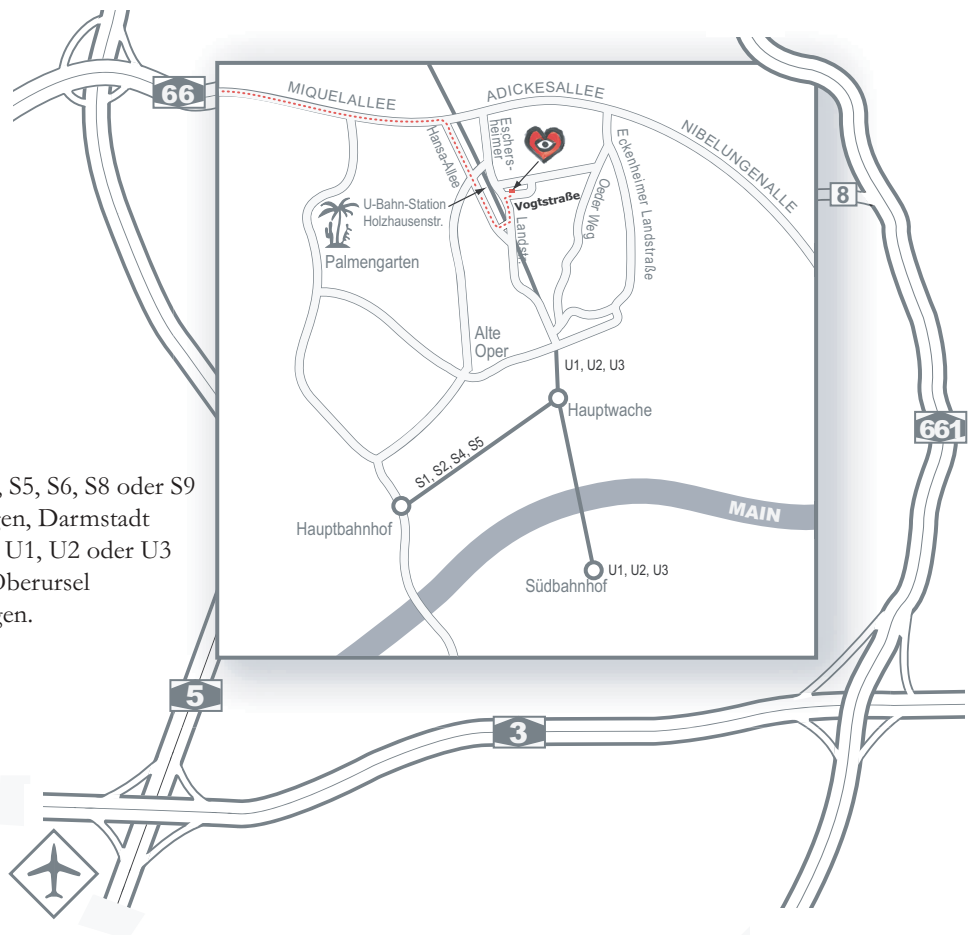 66
MIQUELALLEE
ADICKESALLEE
NIBELUNGENALLE
Hansa-Allee
Eschers-
heimer
Landstr.
Eckenheimer Landstraße
Oeder Weg
8
U-Bahn-Station
Holzhausenstr.
Vogtstraße
Palmengarten
Alte
Oper
U1, U2, U3
Hauptwache
661
S1, S2, S4, S5
, S5, S6, S8 oder S9
gen, Darmstadt
U1, U2 oder U3
Oberursel
gen.
Hauptbahnhof
MAIN
U1, U2, U3
Südbahnhof
5
3